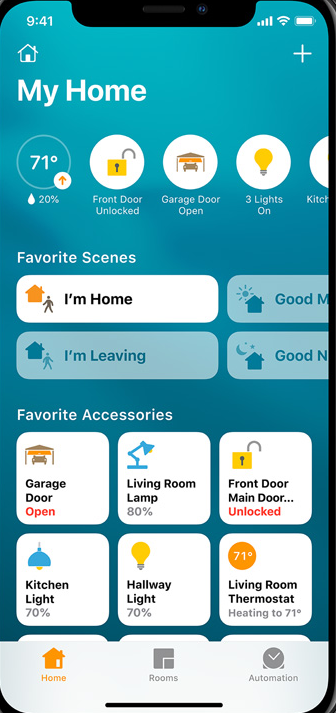 9:41
My Home
71°
20%
Front Door
Unlocked
Garage Door
Open
3 Lights
On
Kitch
Favorite Scenes
I'm Home
Good M
I'm Leaving
Good N
Favorite Accessories
Garage
Door
Open
Living Room
Lamp
80%
Front Door
Main Door...
Unlocked
Kitchen
Light
70%
Hallway
Light
70%
71°
Living Room
Thermostat
Heating to 71°
Home
Rooms
Automation